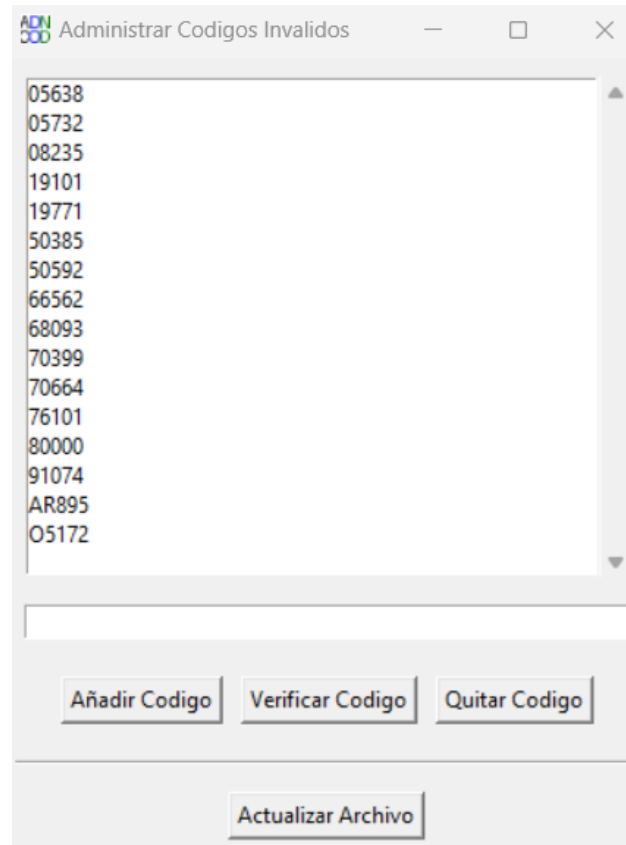 ADN
COD
Administrar Codigos Invalidos
05638
05732
08235
19101
19771
50385
50592
66562
68093
70399
70664
76101
80000
91074
AR895
O5172
Añadir Codigo Verificar Codigo Quitar Codigo
Actualizar Archivo